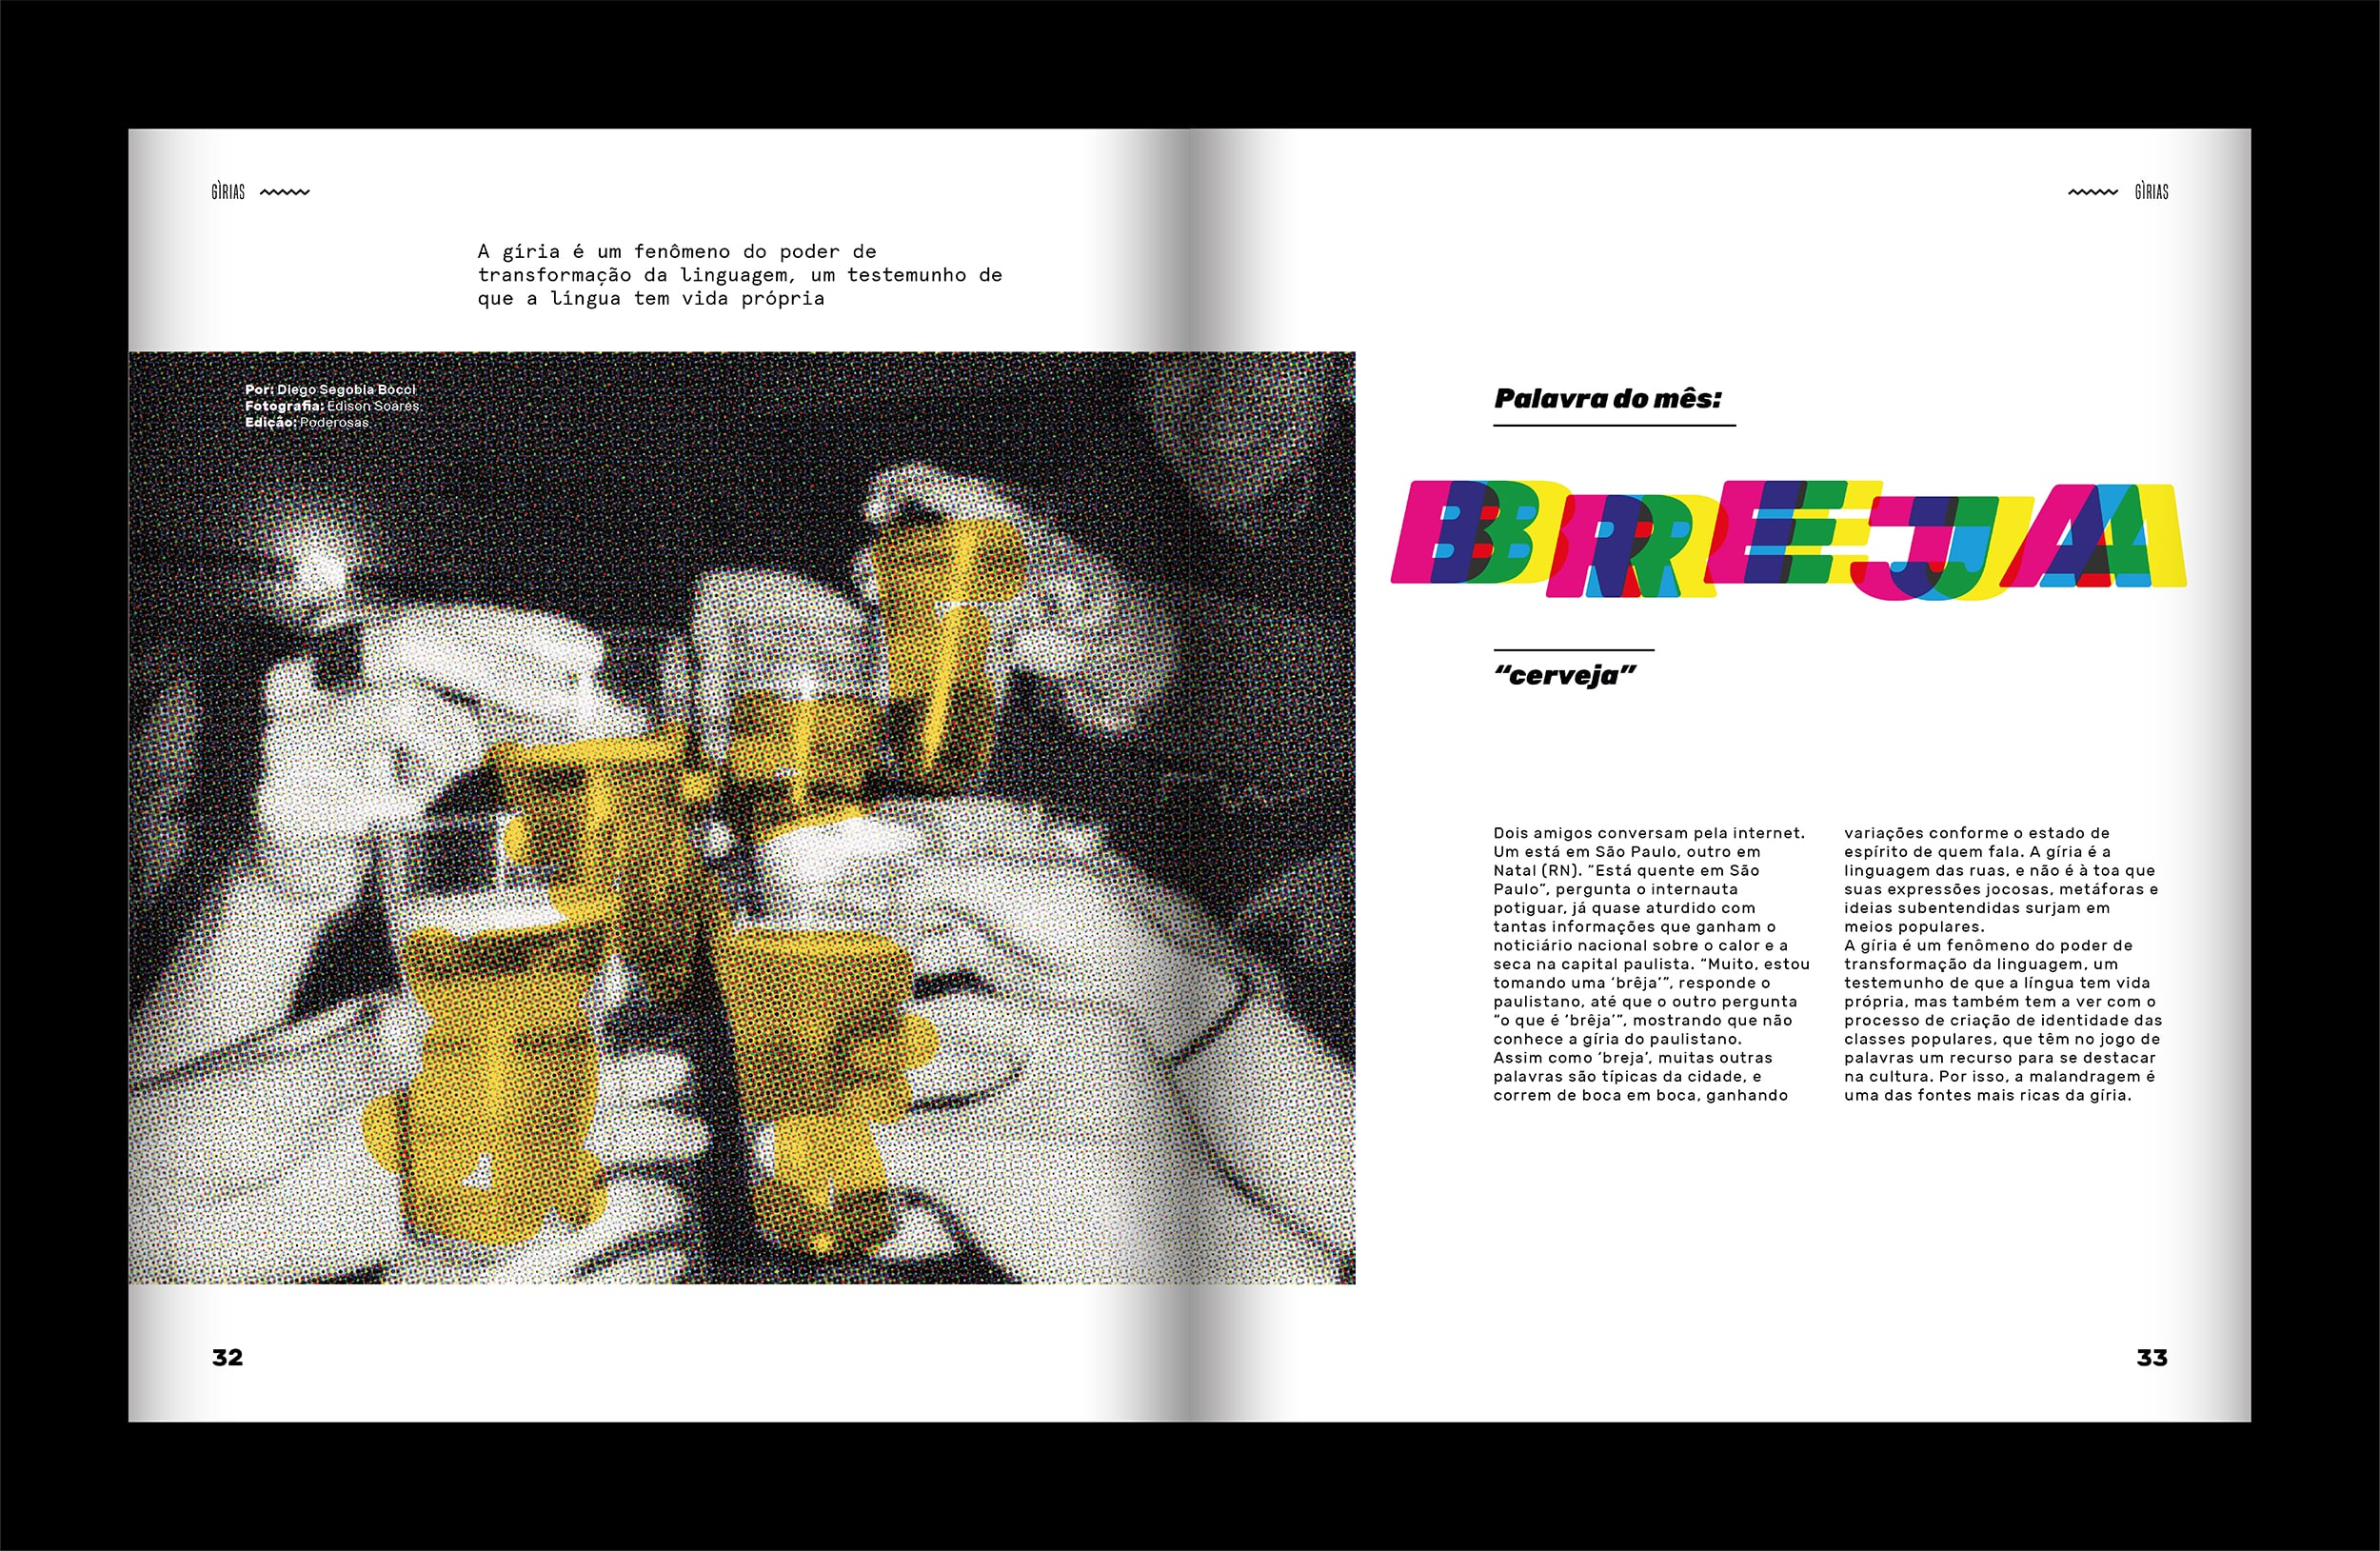 GÌRIAS
GÌRIAS
A gíria é um fenômeno do poder de
transformação da linguagem, um testemunho de
que a língua tem vida própria
Por: Diego Segobia Bocci
Fotografia: Edison Soares
Edição: Poderosas
Palavra do mês:
BREJA
“cerveja”
Dois amigos conversam pela internet.
Um está em São Paulo, outro em
Natal (RN). “Está quente em São
Paulo”, pergunta o internauta
potiguar, já quase aturdido com
tantas informações que ganham o
noticiário nacional sobre o calor e a
seca na capital paulista. “Muito, estou
tomando uma ‘brêja’”, responde o
paulistano, até que o outro pergunta
“o que é ‘brêja’”, mostrando que não
conhece a gíria do paulistano.
Assim como ‘breja’, muitas outras
palavras são típicas da cidade, e
correm de boca em boca, ganhando
variações conforme o estado de
espírito de quem fala. A gíria é a
linguagem das ruas, e não é à toa que
suas expressões jocosas, metáforas e
ideias subentendidas surjam em
meios populares.
A gíria é um fenômeno do poder de
transformação da linguagem, um
testemunho de que a língua tem vida
própria, mas também tem a ver com o
processo de criação de identidade das
classes populares, que têm no jogo de
palavras um recurso para se destacar
na cultura. Por isso, a malandragem é
uma das fontes mais ricas da gíria.
32
33